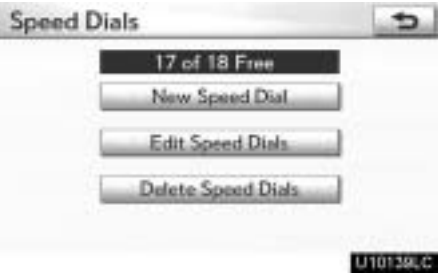 Speed Dials
17 of 18 Free
New Speed Dial
Edit Speed Dials
Delete Speed Dials
U10139LC